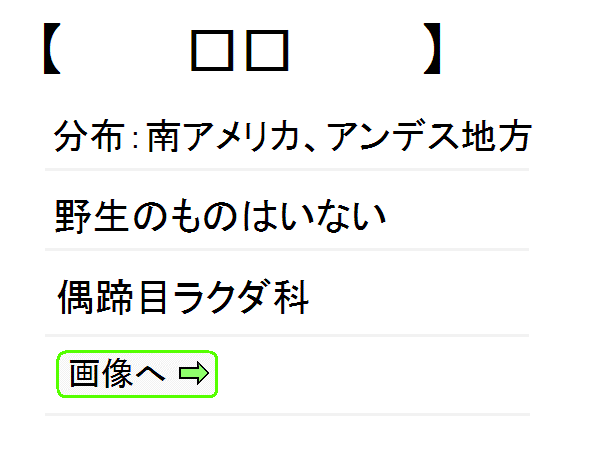 【 □□ 】
分布:南アメリカ、アンデス地方
野生のものはいない
偶蹄目ラクダ科
画像へ